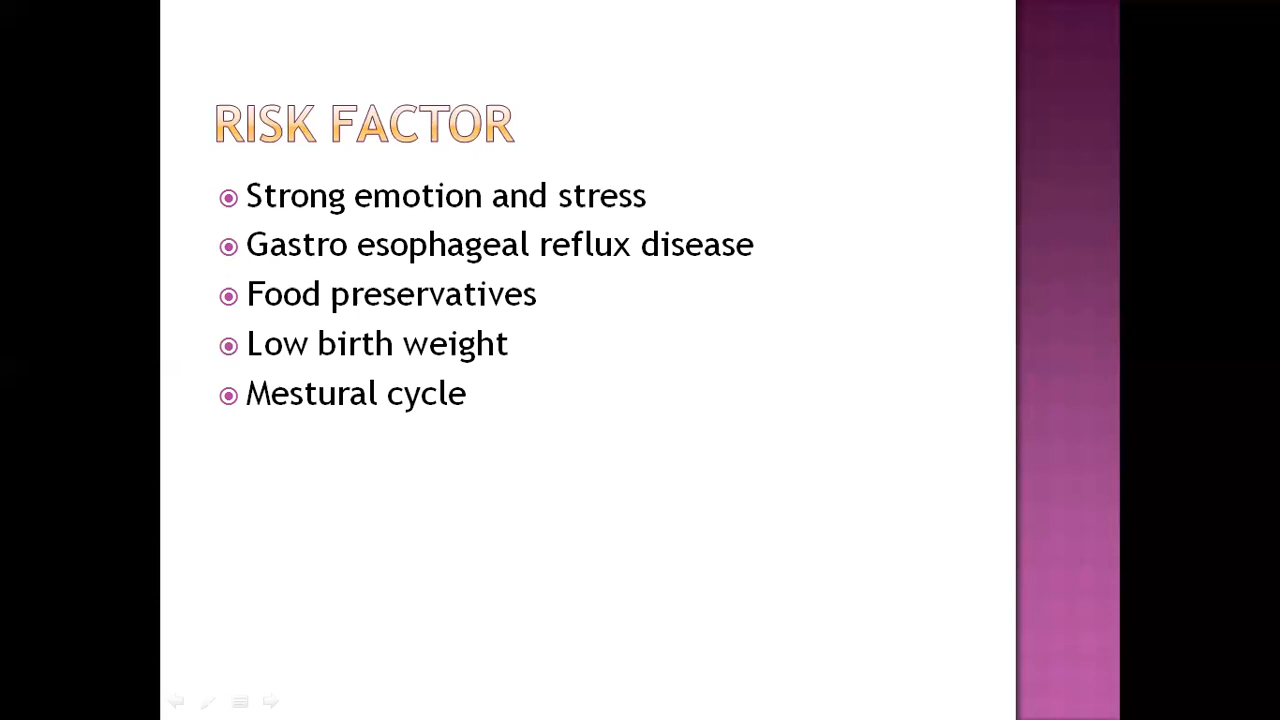 RISK FACTOR
Strong emotion and stress
Gastro esophageal reflux disease
Food preservatives
Low birth weight
Mestural cycle